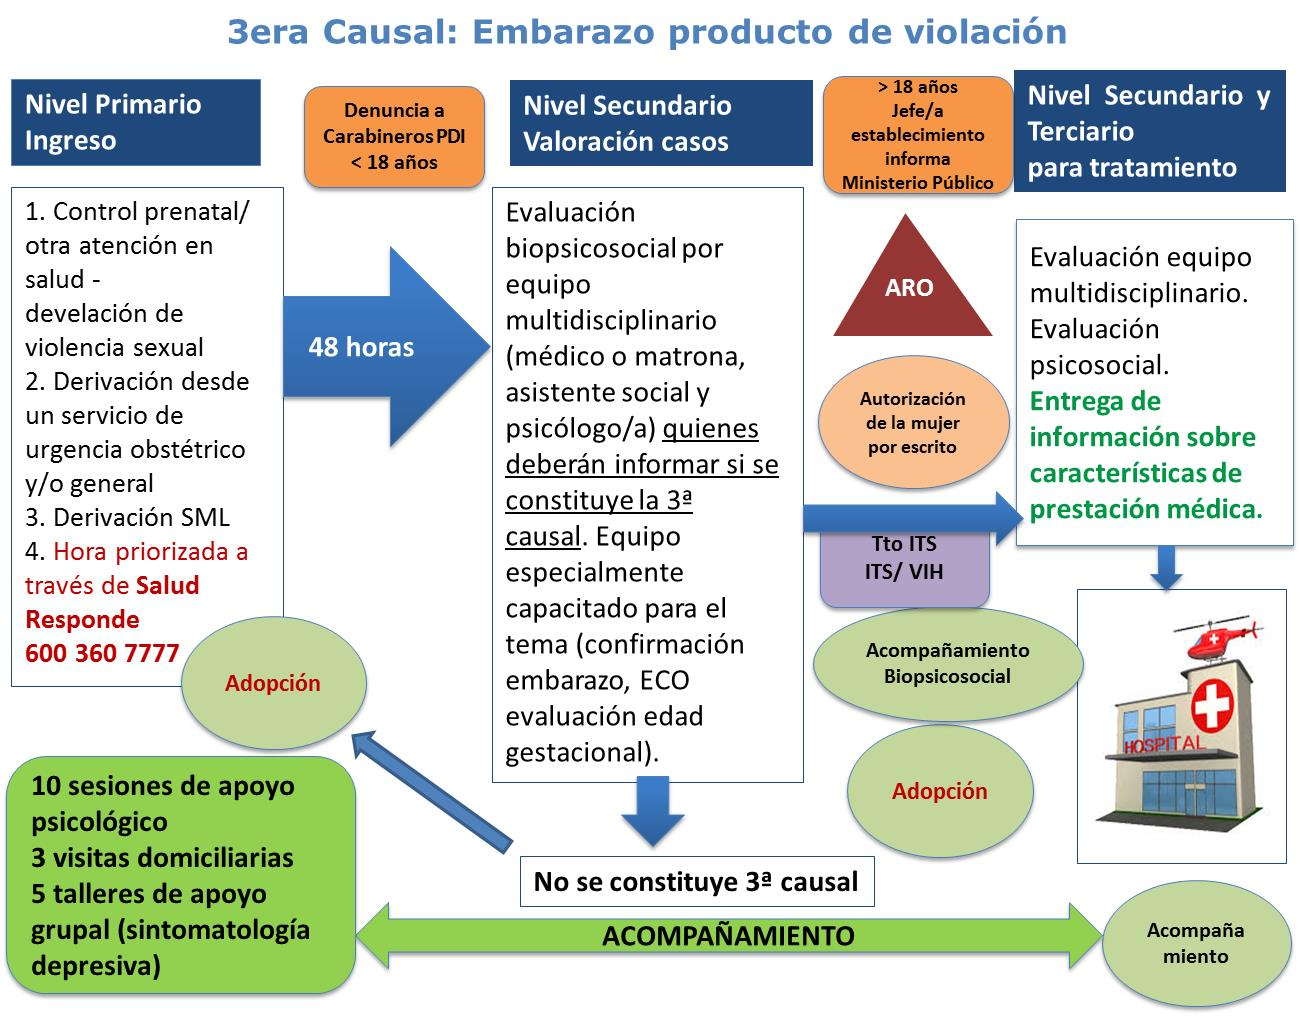 3era Causal: Embarazo producto de violación
Nivel Primario
Ingreso
Denuncia a
Carabineros PDI
< 18 años
Nivel Secundario
Valoración casos
> 18 años
Jefe/a
establecimiento
informa
Ministerio Público
Nivel Secundario y
Terciario
para tratamiento
1. Control prenatal/
otra atención en
salud -
develación de
violencia sexual
2. Derivación desde
un servicio de
urgencia obstétrico
y/o general
3. Derivación SML
4. Hora priorizada a
través de Salud
Responde
600 360 7777
48 horas
Evaluación
biopsicosocial por
equipo
multidisciplinario
(médico o matrona,
asistente social y
psicólogo/a) quienes
deberán informar si se
constituye la 3ª
causal. Equipo
especialmente
capacitado para el
tema (confirmación
embarazo, ECO
evaluación edad
gestacional).
ARO
Autorización
de la mujer
por escrito
Tto ITS
ITS/ VIH
Acompañamiento
Biopsicosocial
Adopción
Evaluación equipo
multidisciplinario.
Evaluación
psicosocial.
Entrega de
información sobre
características de
prestación médica.
HOSPITAL
Adopción
10 sesiones de apoyo
psicológico
3 visitas domiciliarias
5 talleres de apoyo
grupal (sintomatología
depresiva)
No se constituye 3ª causal
ACOMPAÑAMIENTO
Acompaña
miento